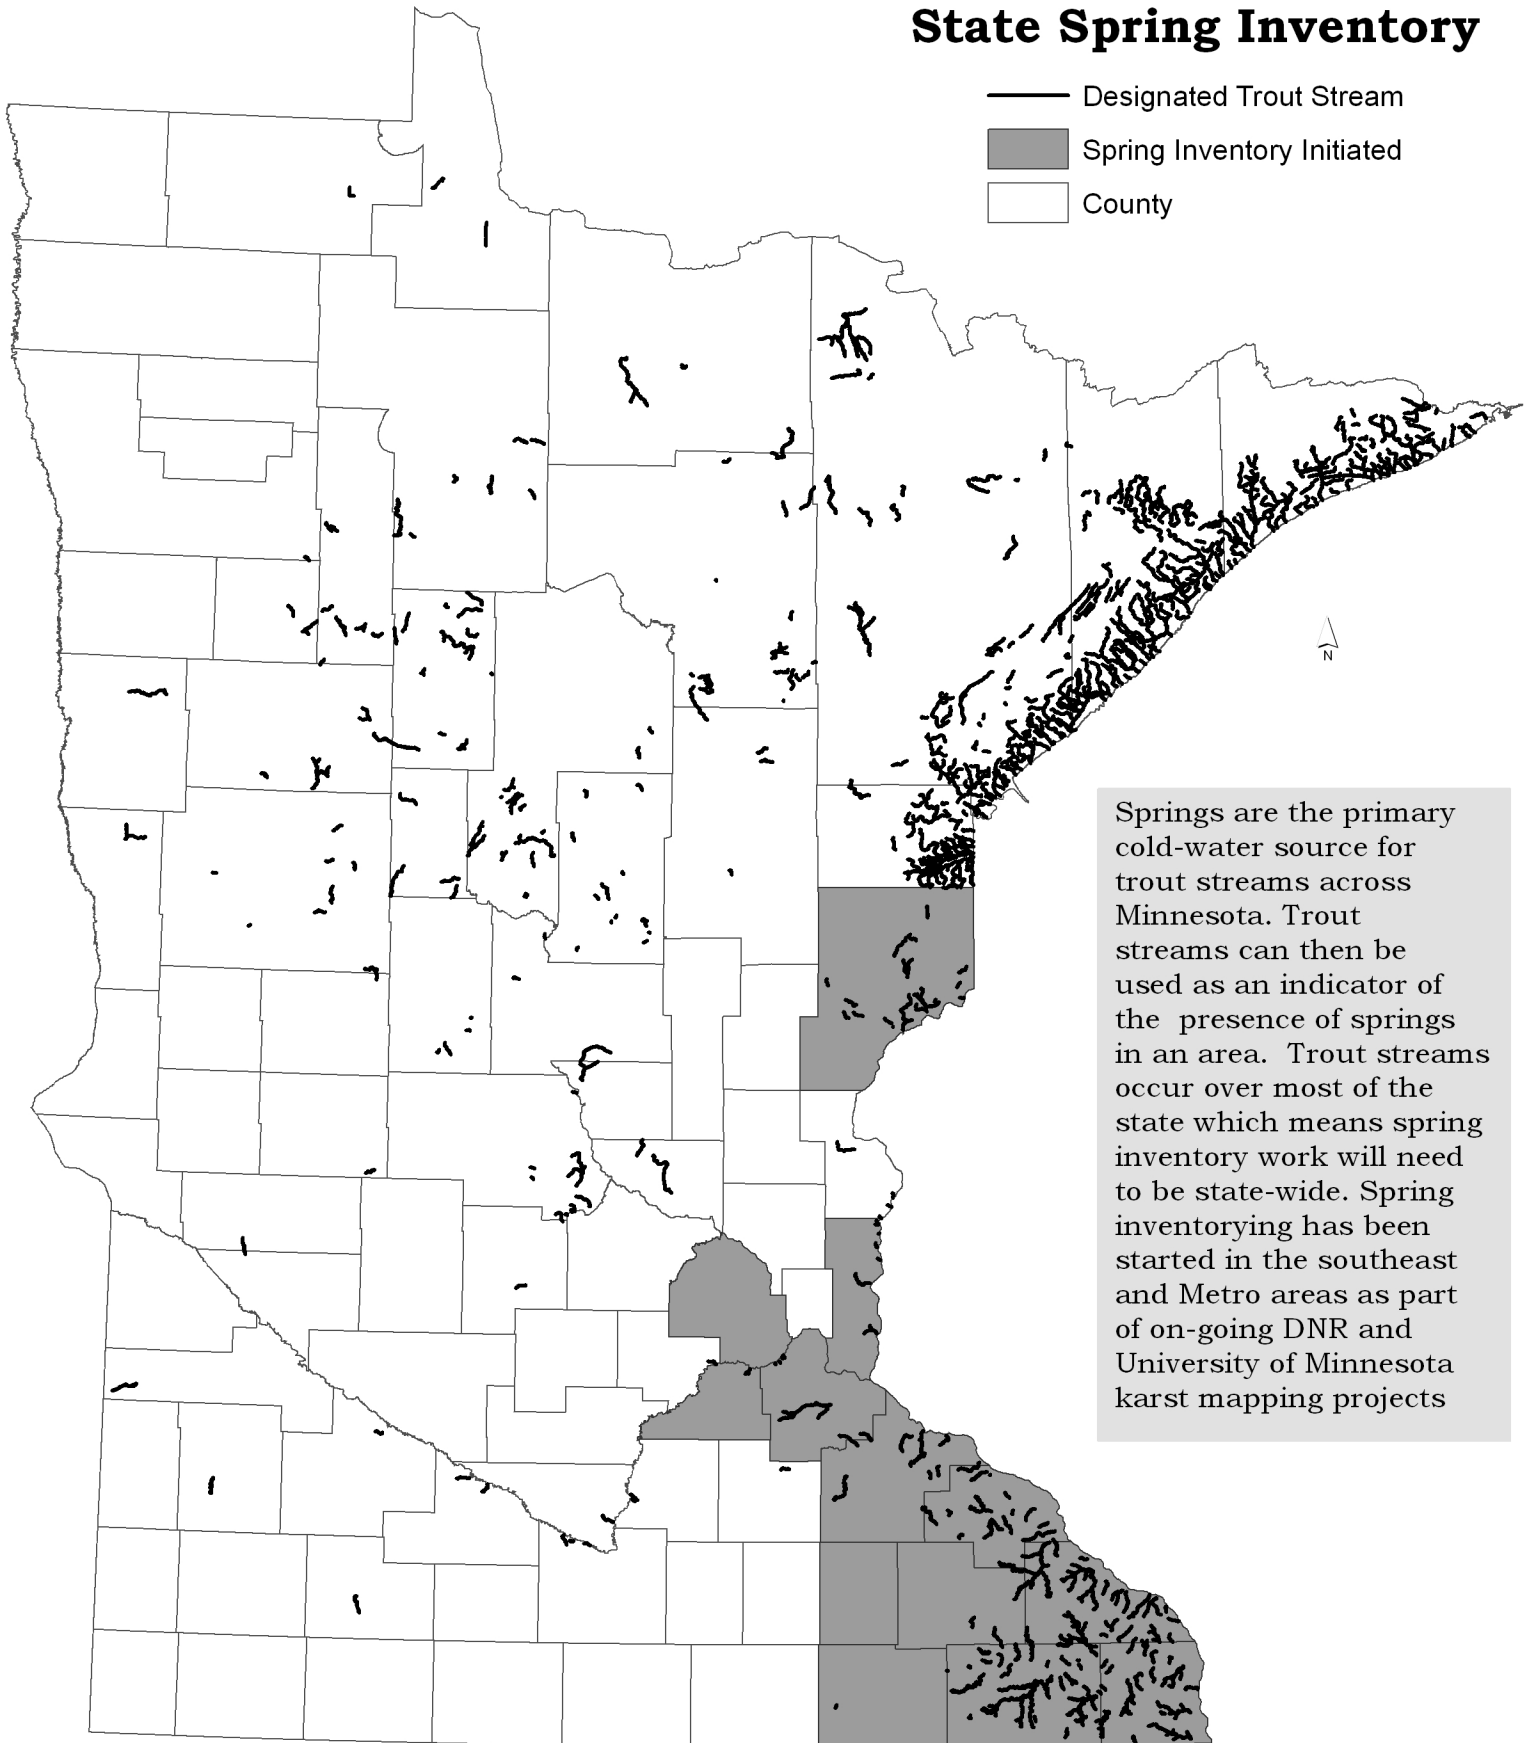 State Spring Inventory
Designated Trout Stream
Spring Inventory Initiated
County
N
Springs are the primary
cold-water source for
trout streams across
Minnesota. Trout
streams can then be
used as an indicator of
the  presence of springs
in an area.  Trout streams
occur over most of the
state which means spring
inventory work will need
to be state-wide. Spring
inventorying has been
started in the southeast
and Metro areas as part
of on-going DNR and
University of Minnesota
karst mapping projects